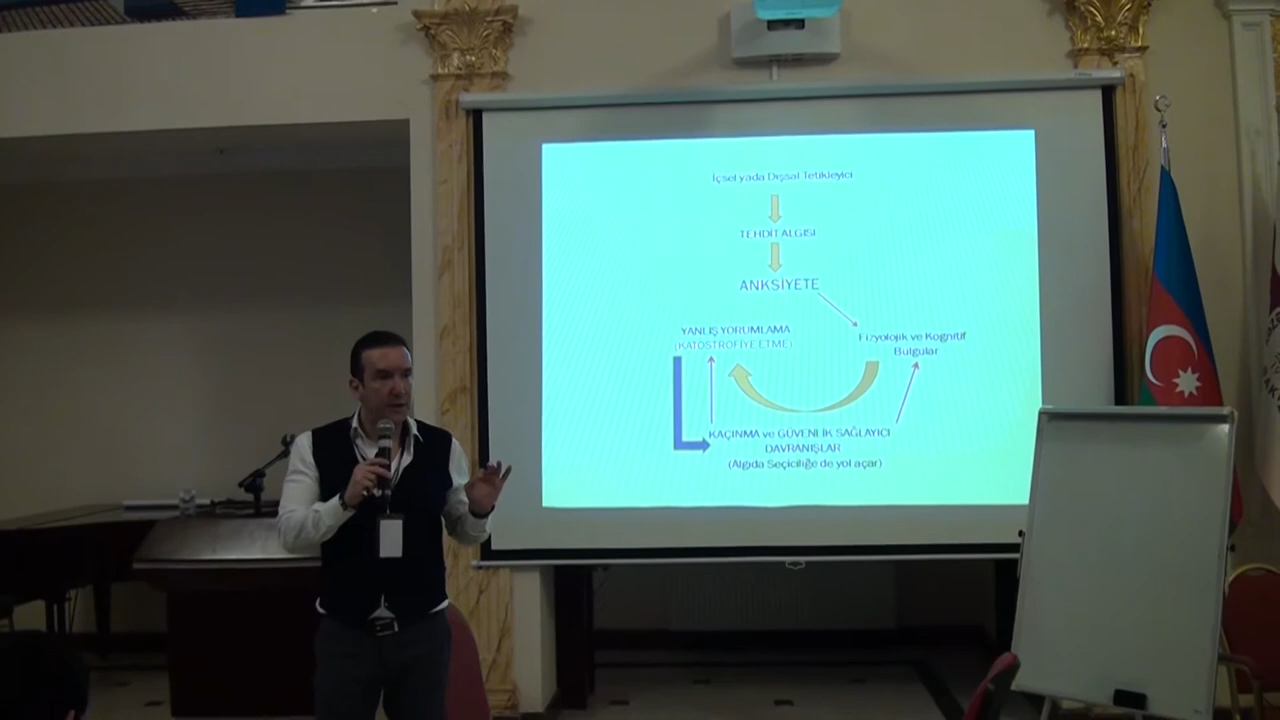 İçsel yada Dışsal Tetikleyici
TEHDİT ALGISI
ANKSİYETE
YANLIŞ YORUMLAMA
(KATOSTROFİYE ETME)
Fizyolojik ve Kognitif
Bulgular
KAÇINMA ve GÜVENLİK SAĞLAYICI
DAVRANIŞLAR
(Algıda Seçiciliğe de yol açar)